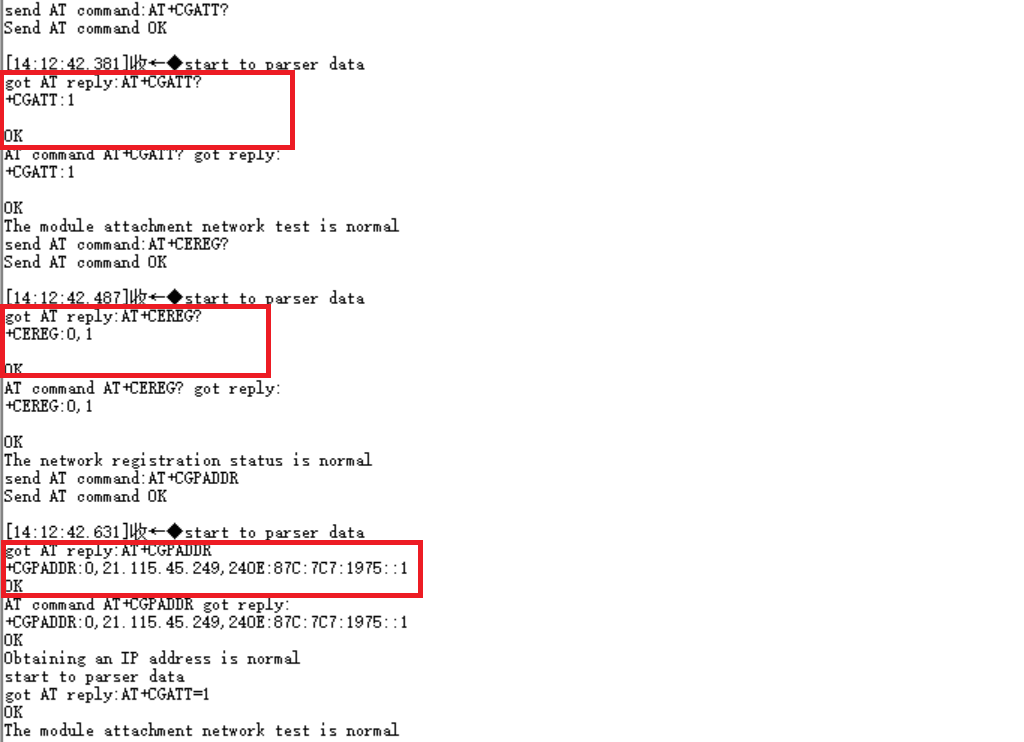 send AT command:AT+CGATT?
Send AT command OK
[14:12:42.381]收←◆start to parser data
got AT reply:AT+CGATT?
+CGATT:1
OK
AT command AT+CGATT? got reply:
+CGATT:1
OK
The module attachment network test is normal
send AT command:AT+CEREG?
Send AT command OK
[14:12:42.487]收←◆start to parser data
got AT reply:AT+CEREG?
+CEREG:0,1
OK
AT command AT+CEREG? got reply:
+CEREG:0,1
OK
The network registration status is normal
send AT command:AT+CGPADDR
Send AT command OK
[14:12:42.631]收←◆start to parser data
got AT reply:AT+CGPADDR
+CGPADDR:0,21.115.45.249,240E:87C:7C7:1975::1
OK
AT command AT+CGPADDR got reply:
+CGPADDR:0,21.115.45.249,240E:87C:7C7:1975::1
OK
Obtaining an IP address is normal
start to parser data
got AT reply:AT+CGATT=1
OK
The module attachment network test is normal